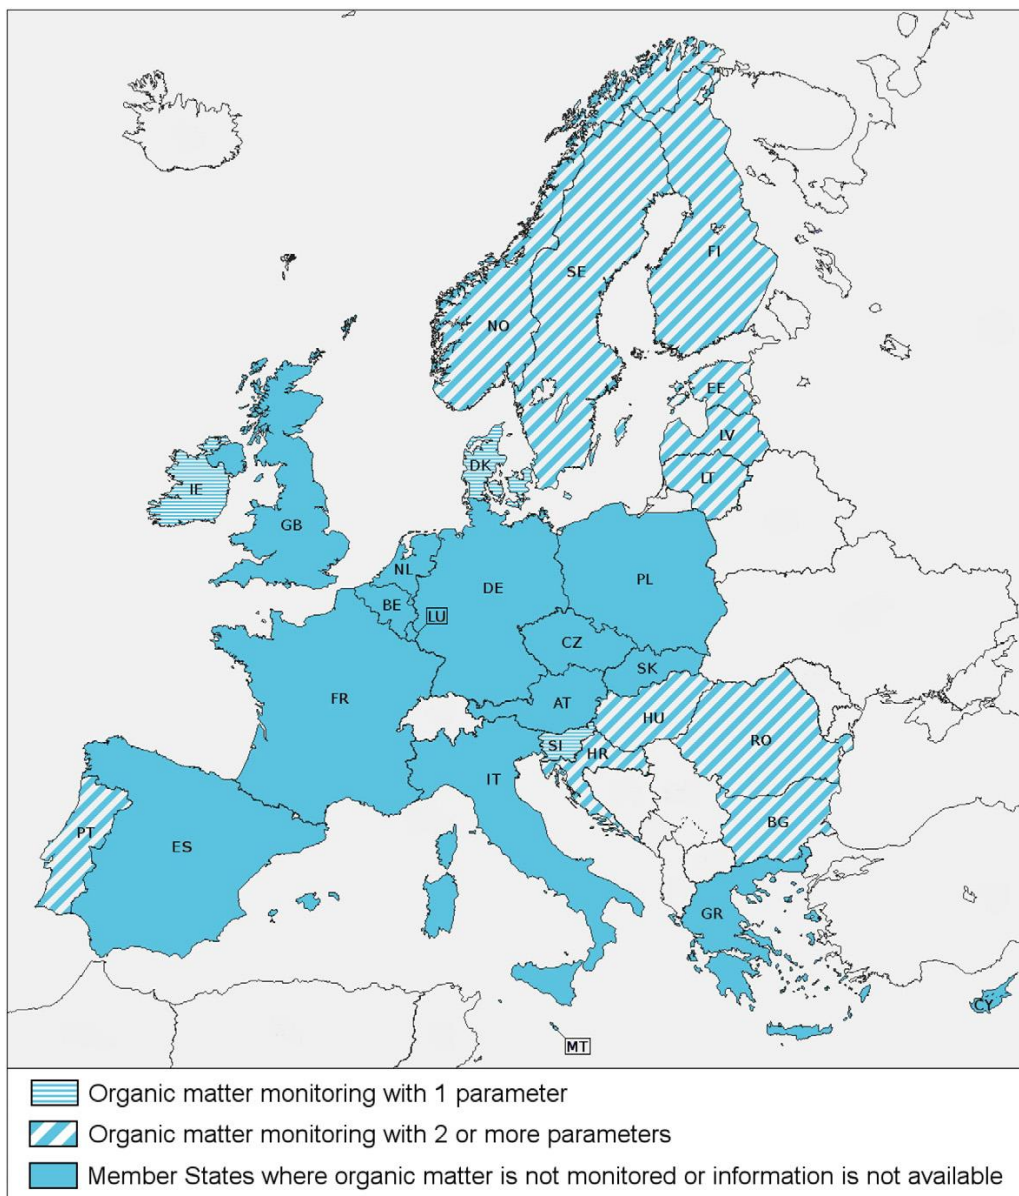 FI
SE
NO
EE
LV
DK
LT
IE
GB
NL
DE
PL
BE
LU
CZ
SK
FR
AT
HU
SI
HR
RO
IT
BG
PT
ES
GR
CY
MT
Organic matter monitoring with 1 parameter
Organic matter monitoring with 2 or more parameters
Member States where organic matter is not monitored or information is not available